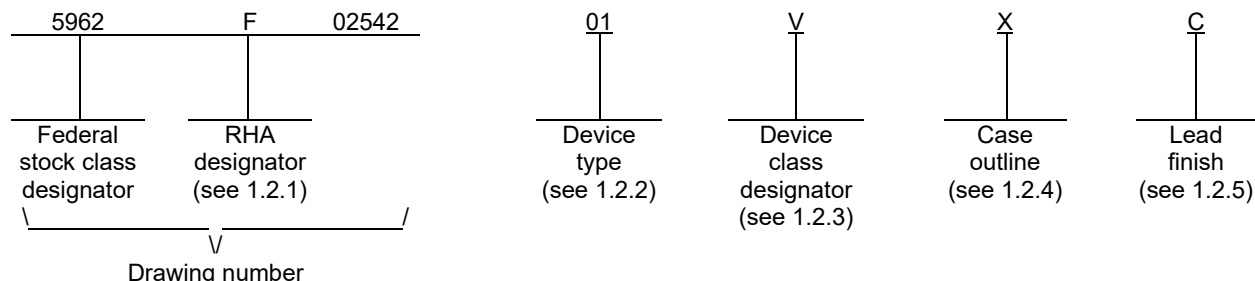 5962 F 02542 01 V X C
Federal RHA Device Device Case Lead
stock class designator type class outline finish
designator (see 1.2.1) (see 1.2.2) designator (see 1.2.4) (see 1.2.5)
(see 1.2.3)
\ /
\/
Drawing number